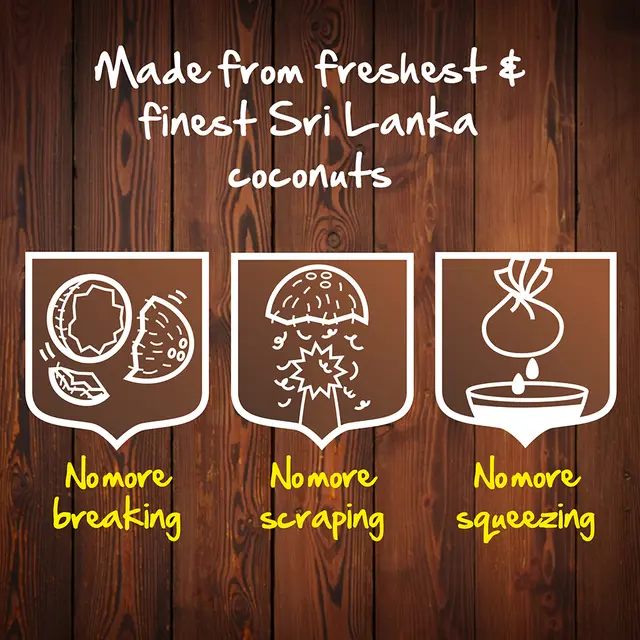 Made from freshest &
finest Sri Lanka
coconuts
No more
breaking
No more
scraping
No more
squeezing